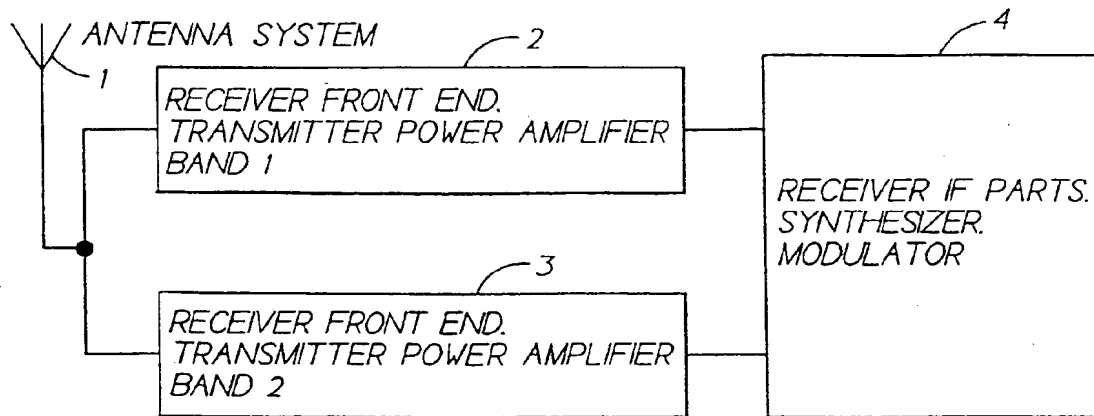 ANTENNA SYSTEM
1
2
RECEIVER FRONT END.
TRANSMITTER POWER AMPLIFIER
BAND 1
3
RECEIVER FRONT END.
TRANSMITTER POWER AMPLIFIER
BAND 2
4
RECEIVER IF PARTS.
SYNTHESIZER.
MODULATOR